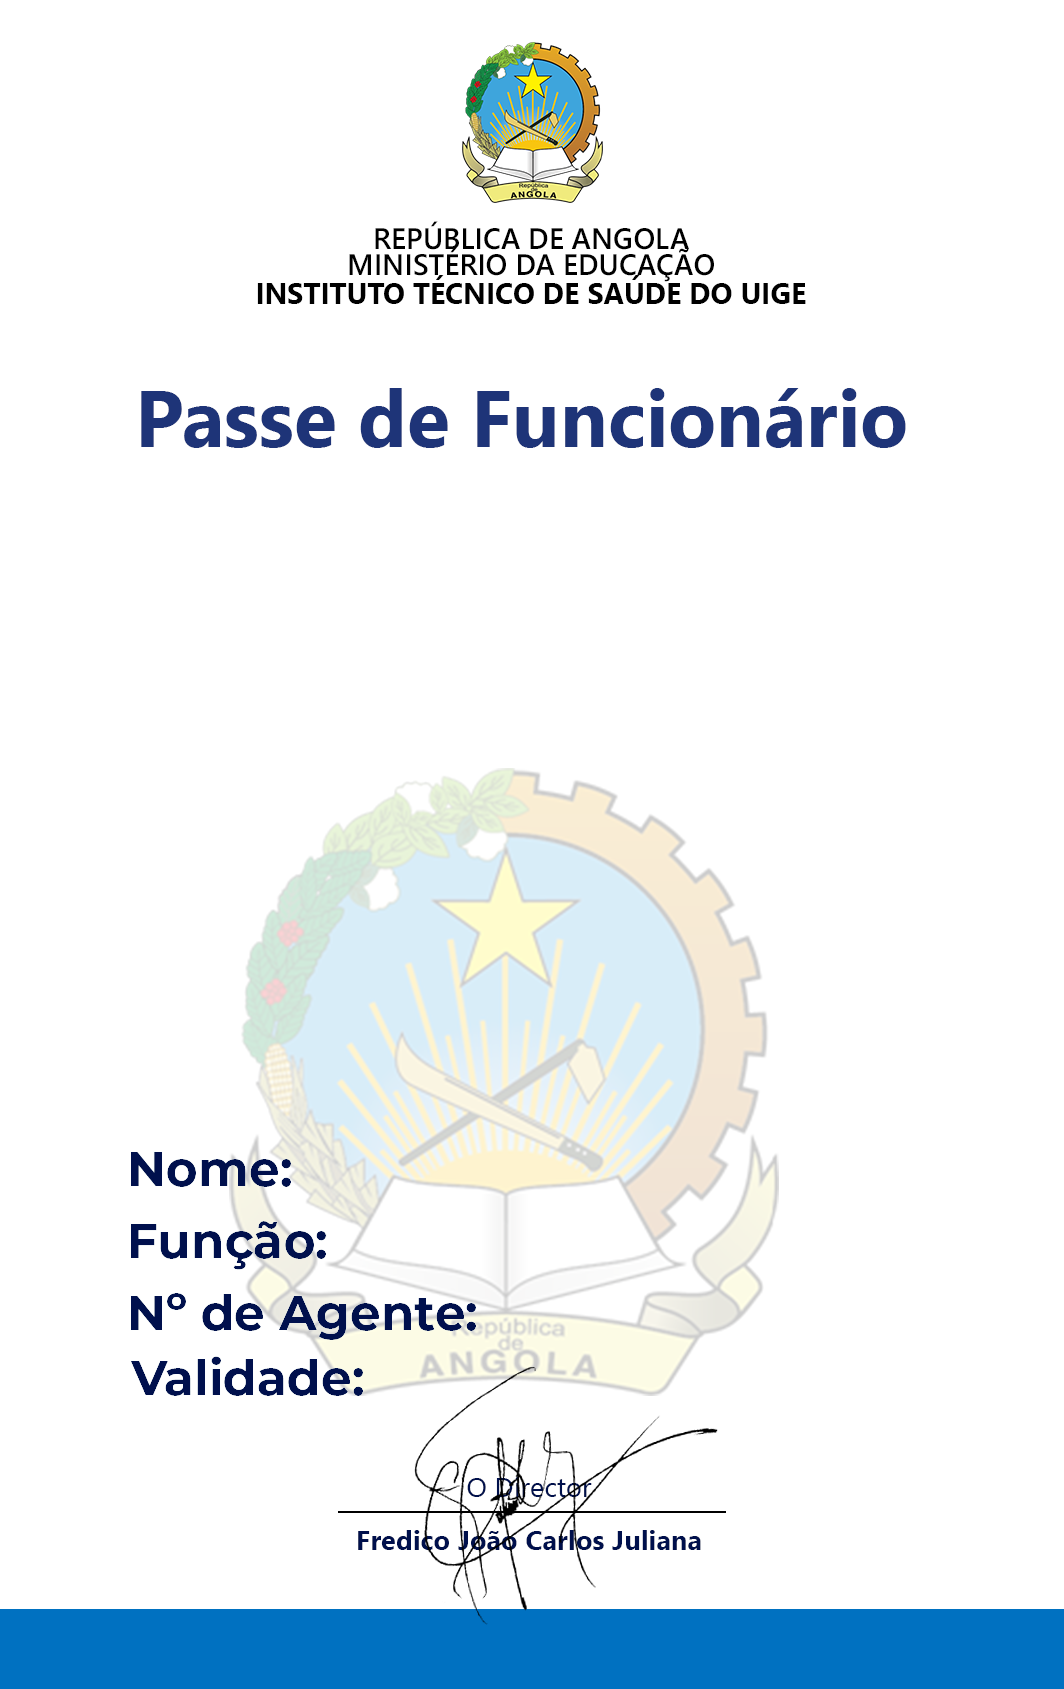 República
de
ANGOLA
REPÚBLICA DE ANGOLA
MINISTÉRIO DA EDUCAÇÃO
INSTITUTO TÉCNICO DE SAÚDE DO UIGE
Passe de Funcionário
Nome:
Função:
Nº de Agente:
República
de
ANGOLA
Validade:
O Director
Fredico João Carlos Juliana